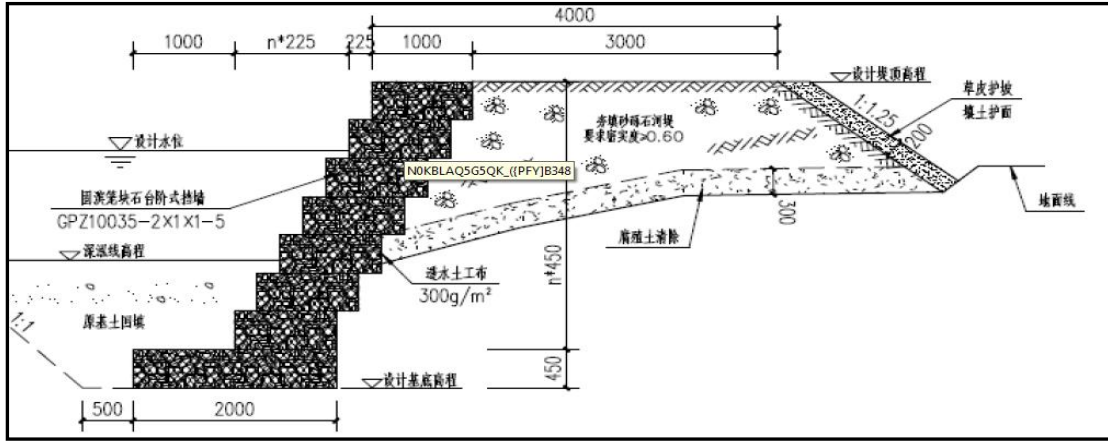 4000
1000
n*225
225
1000
3000
设计堤顶高程
草皮护坡
填土护面
1:1.25
200
夯填砂砾石河堤
要求密实度≥0.60
设计水位
N0KBLAQ5G5QK_({PFY]B348
固滨笼块石台阶式挡墙
GPZ10035-2X1X1-5
地面线
300
腐殖土清除
深泓线高程
透水土工布
300g/m²
n*450
原基土回填
1:1
450
设计基底高程
500
2000